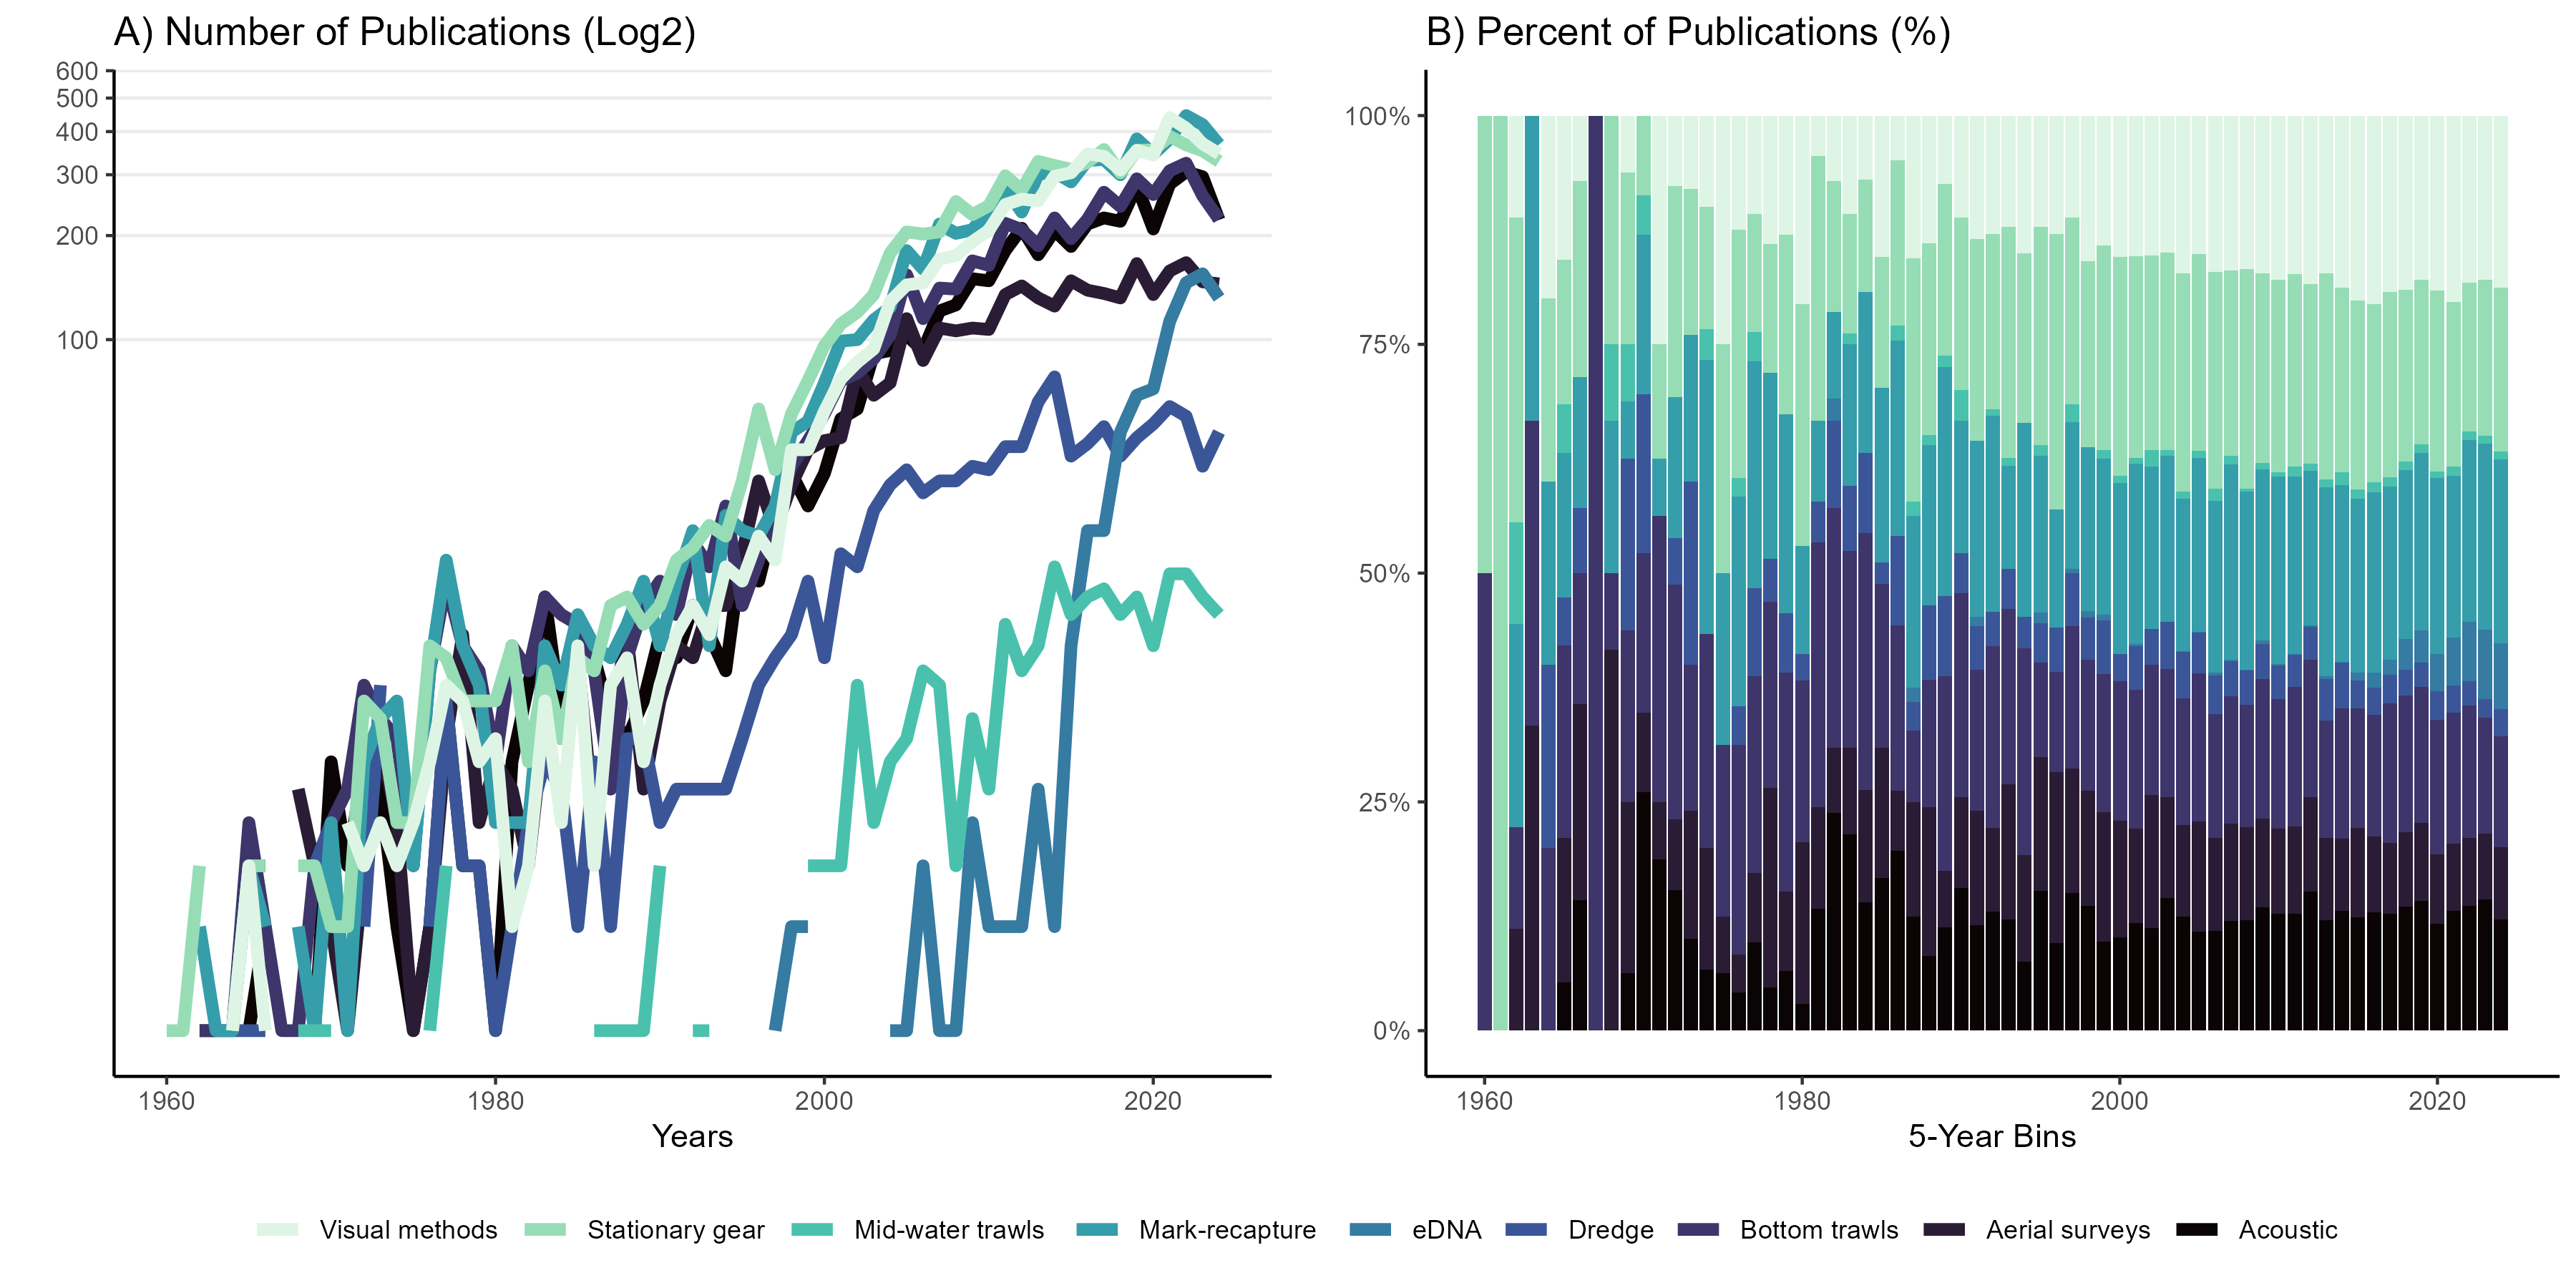 A) Number of Publications (Log2)
600
500
400
300
200
100
1960
1980
2000
2020
Years
B) Percent of Publications (%)
100%
75%
50%
25%
0%
1960
1980
2000
2020
5-Year Bins
Visual methods
Stationary gear
Mid-water trawls
Mark-recapture
eDNA
Dredge
Bottom trawls
Aerial surveys
Acoustic